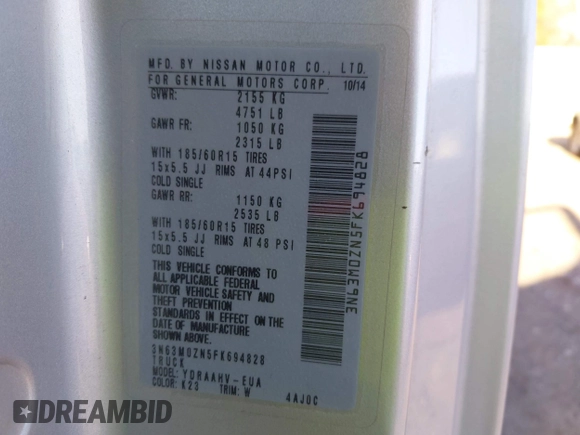 MFD. BY NISSAN MOTOR CO., LTD.
FOR GENERAL MOTORS CORP. 10/14
GVWR: 2155 KG
4751 LB
GAWR FR: 1050 KG
2315 LB
WITH 185/60R15 TIRES
15x5.5 JJ RIMS AT 44PSI
COLD SINGLE
GAWR RR: 1150 KG
2535 LB
WITH 185/60R15 TIRES
15x5.5 JJ RIMS AT 48 PSI
COLD SINGLE
THIS VEHICLE CONFORMS TO
ALL APPLICABLE FEDERAL
MOTOR VEHICLE SAFETY AND
THEFT PREVENTION
STANDARDS IN EFFECT ON
THE DATE OF MANUFACTURE
SHOWN ABOVE.
3N63M0ZN5FK694828
TRUCK
MODEL: YDRAAHV-EUA
COLOR: K23 TRIM: W 4AJ0C
3N63M0ZN5FK694828
DREAMBID